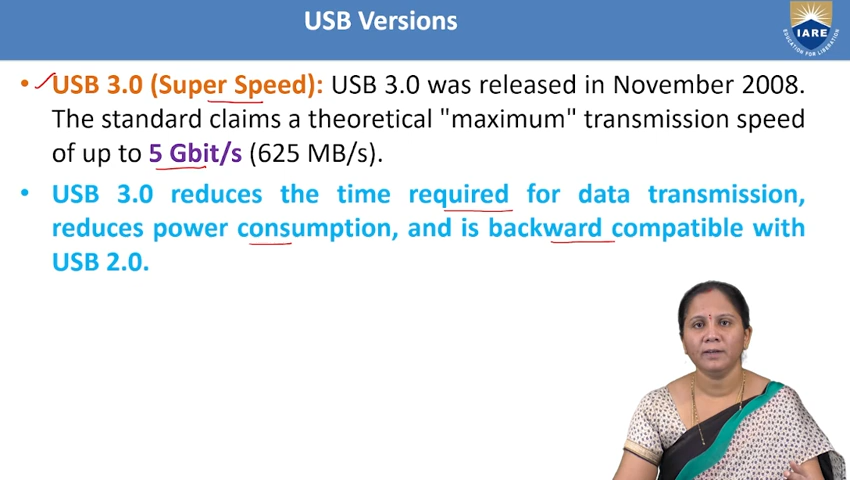 USB Versions
IARE
EDUCATION FOR LIBERATION
• USB 3.0 (Super Speed): USB 3.0 was released in November 2008.
The standard claims a theoretical "maximum" transmission speed
of up to 5 Gbit/s (625 MB/s).
• USB 3.0 reduces the time required for data transmission,
reduces power consumption, and is backward compatible with
USB 2.0.